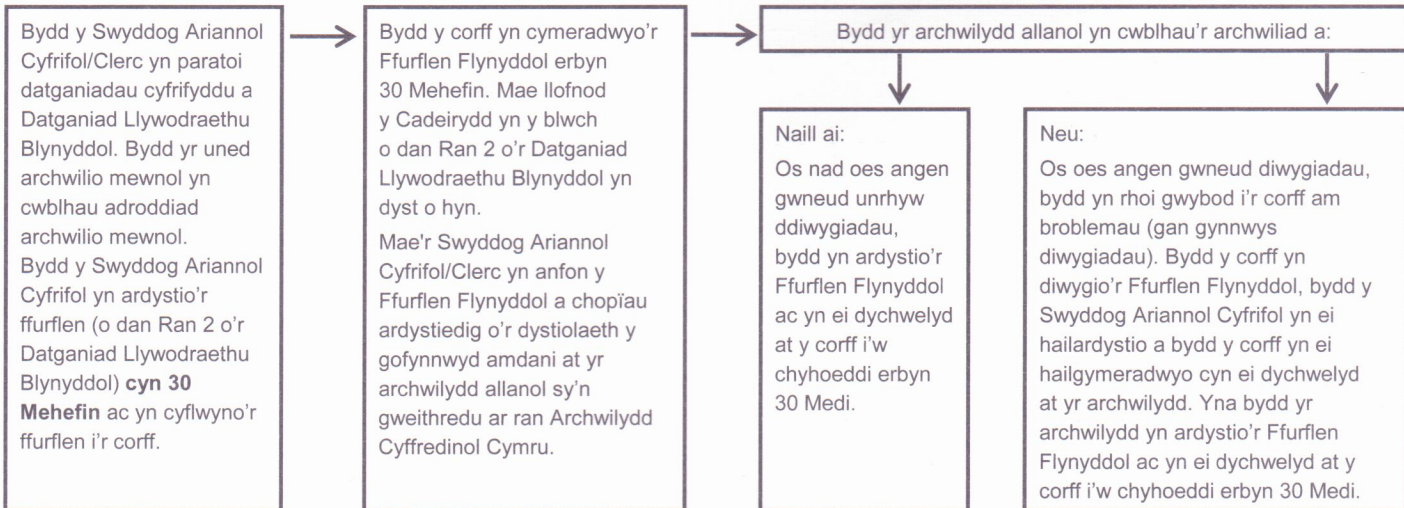 Bydd y Swyddog Ariannol
Cyfrifol/Clerc yn paratoi
datganiadau cyfrifyddu a
Datganiad Llywodraethu
Blynyddol. Bydd yr uned
archwilio mewnol yn
cwblhau adroddiad
archwilio mewnol.
Bydd y Swyddog Ariannol
Cyfrifol yn ardystio’r
ffurflen (o dan Ran 2 o’r
Datganiad Llywodraethu
Blynyddol) cyn 30
Mehefin ac yn cyflwyno’r
ffurflen i’r corff.
Bydd y corff yn cymeradwyo’r
Ffurflen Flynyddol erbyn
30 Mehefin. Mae llofnod
y Cadeirydd yn y blwch
o dan Ran 2 o’r Datganiad
Llywodraethu Blynyddol yn
dyst o hyn.
Mae'r Swyddog Ariannol
Cyfrifol/Clerc yn anfon y
Ffurflen Flynyddol a chopïau
ardystiedig o’r dystiolaeth y
gofynnwyd amdani at yr
archwilydd allanol sy’n
gweithredu ar ran Archwilydd
Cyffredinol Cymru.
Bydd yr archwilydd allanol yn cwblhau’r archwiliad a:
Naill ai:
Os nad oes angen
gwneud unrhyw
ddiwygiadau,
bydd yn ardystio’r
Ffurflen Flynyddol
ac yn ei dychwelyd
at y corff i’w
chyhoeddi erbyn
30 Medi.
Neu:
Os oes angen gwneud diwygiadau,
bydd yn rhoi gwybod i’r corff am
broblemau (gan gynnwys
diwygiadau). Bydd y corff yn
diwygio’r Ffurflen Flynyddol, bydd y
Swyddog Ariannol Cyfrifol yn ei
hailardystio a bydd y corff yn ei
hailgymeradwyo cyn ei dychwelyd
at yr archwilydd. Yna bydd yr
archwilydd yn ardystio’r Ffurflen
Flynyddol ac yn ei dychwelyd at y
corff i’w chyhoeddi erbyn 30 Medi.